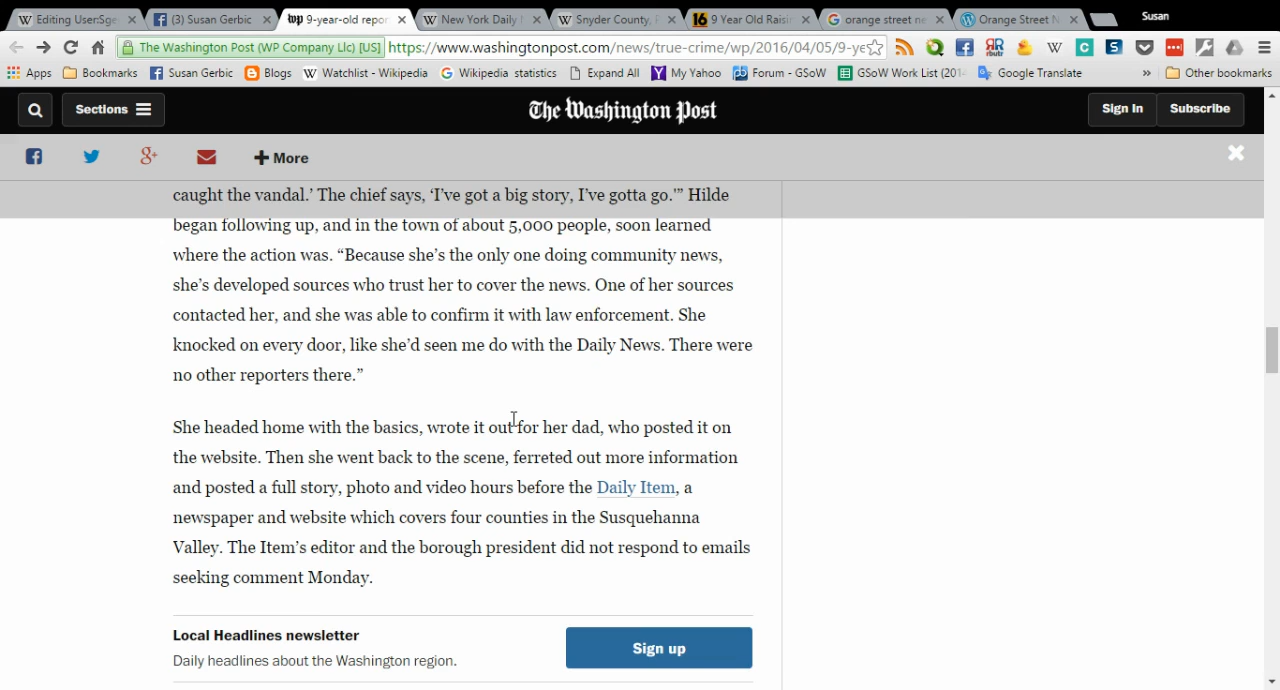 Editing User:Sge
(3) Susan Gerbic
wp 9-year-old repor
New York Daily
Snyder County,
16 9 Year Old Raisin
orange street ne
Orange Street N
Susan
The Washington Post (WP Company Llc) [US]
https://www.washingtonpost.com/news/true-crime/wp/2016/04/05/9-ye
Apps
Bookmarks
Susan Gerbic
Blogs
Watchlist - Wikipedia
Wikipedia statistics
Expand All
My Yahoo
Forum - GSoW
GSoW Work List (201
Google Translate
»
Other bookmarks
Sections
The Washington Post
Sign In
Subscribe
+ More
caught the vandal.’ The chief says, ‘I’ve got a big story, I’ve gotta go.'” Hilde
began following up, and in the town of about 5,000 people, soon learned
where the action was. “Because she’s the only one doing community news,
she’s developed sources who trust her to cover the news. One of her sources
contacted her, and she was able to confirm it with law enforcement. She
knocked on every door, like she’d seen me do with the Daily News. There were
no other reporters there.”
She headed home with the basics, wrote it out for her dad, who posted it on
the website. Then she went back to the scene, ferreted out more information
and posted a full story, photo and video hours before the Daily Item, a
newspaper and website which covers four counties in the Susquehanna
Valley. The Item’s editor and the borough president did not respond to emails
seeking comment Monday.
Local Headlines newsletter
Daily headlines about the Washington region.
Sign up